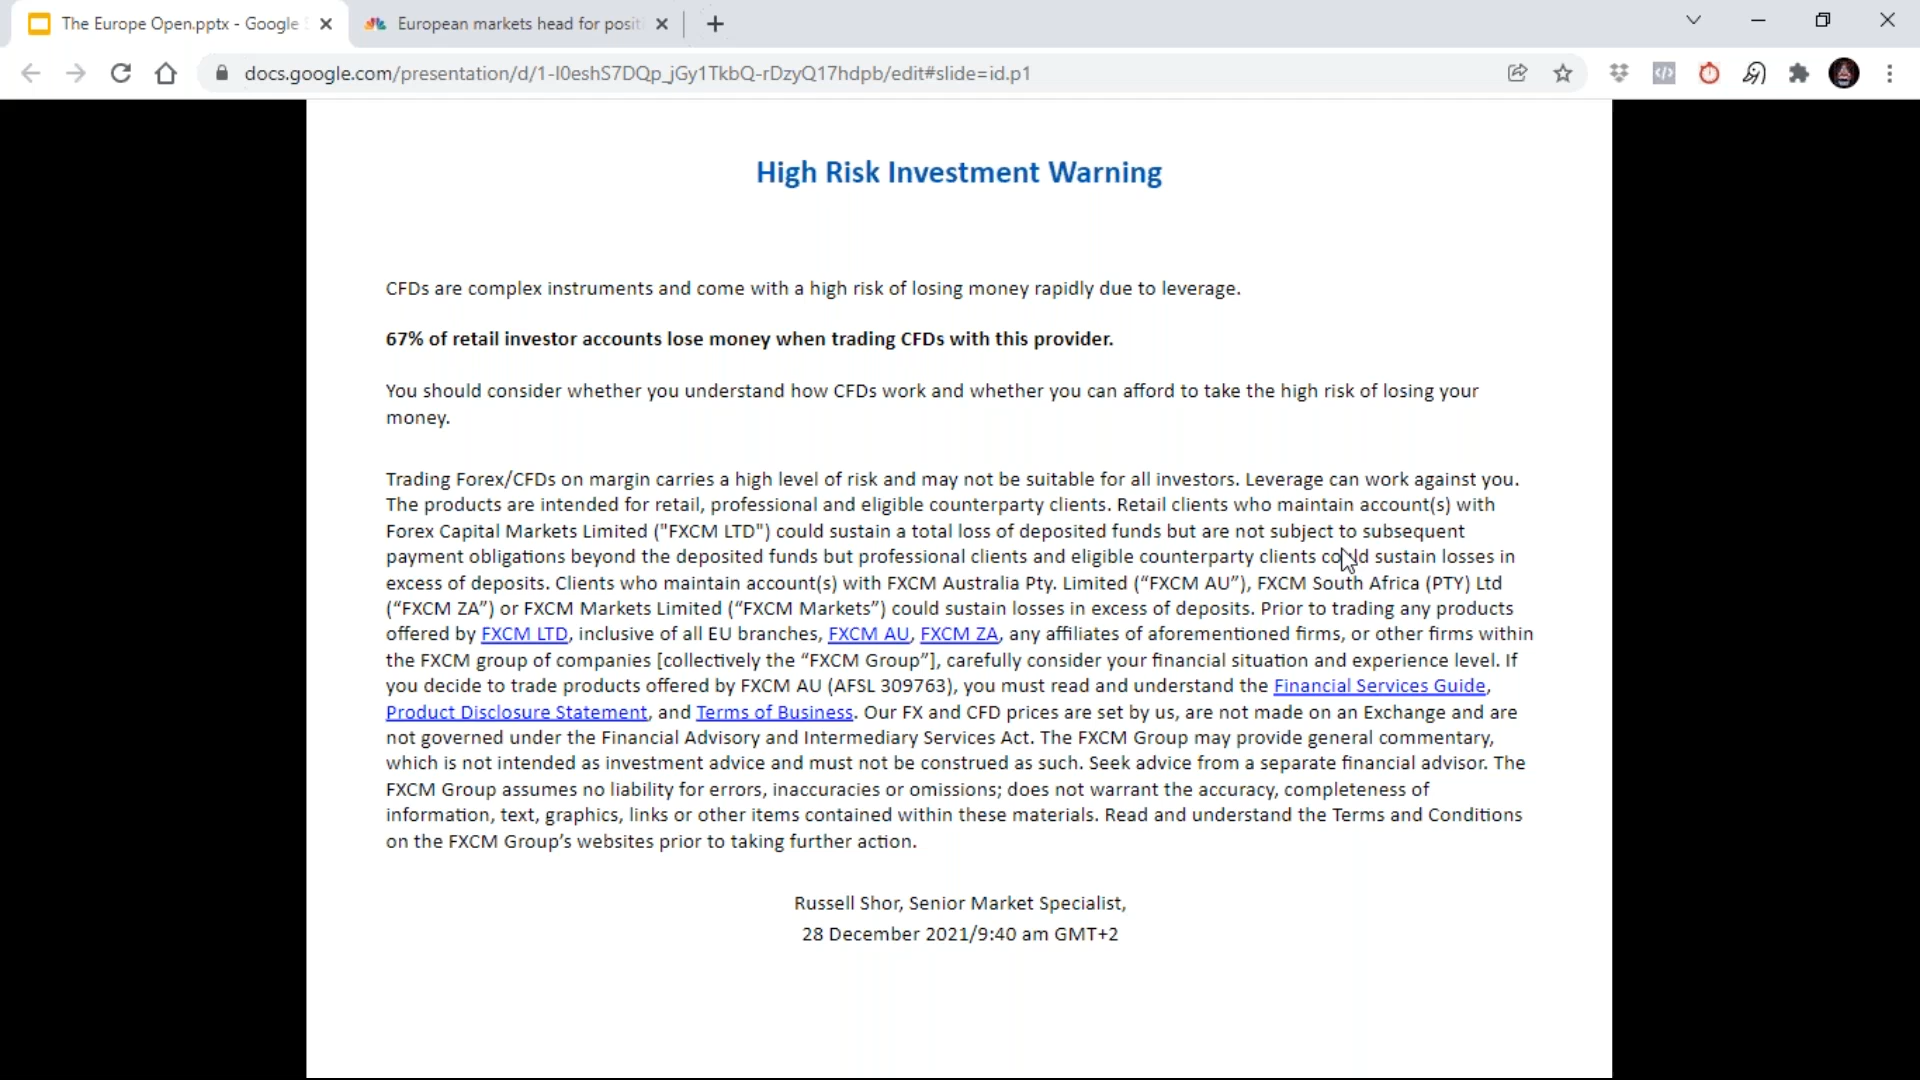 The Europe Open.pptx - Google
European markets head for posit
docs.google.com/presentation/d/1-I0eshS7DQp_jGy1TkbQ-rDzyQ17hdpb/edit#slide=id.p1
High Risk Investment Warning
CFDs are complex instruments and come with a high risk of losing money rapidly due to leverage.
67% of retail investor accounts lose money when trading CFDs with this provider.
You should consider whether you understand how CFDs work and whether you can afford to take the high risk of losing your
money.
Trading Forex/CFDs on margin carries a high level of risk and may not be suitable for all investors. Leverage can work against you.
The products are intended for retail, professional and eligible counterparty clients. Retail clients who maintain account(s) with
Forex Capital Markets Limited ("FXCM LTD") could sustain a total loss of deposited funds but are not subject to subsequent
payment obligations beyond the deposited funds but professional clients and eligible counterparty clients could sustain losses in
excess of deposits. Clients who maintain account(s) with FXCM Australia Pty. Limited (“FXCM AU”), FXCM South Africa (PTY) Ltd
(“FXCM ZA”) or FXCM Markets Limited (“FXCM Markets”) could sustain losses in excess of deposits. Prior to trading any products
offered by FXCM LTD, inclusive of all EU branches, FXCM AU, FXCM ZA, any affiliates of aforementioned firms, or other firms within
the FXCM group of companies [collectively the “FXCM Group”], carefully consider your financial situation and experience level. If
you decide to trade products offered by FXCM AU (AFSL 309763), you must read and understand the Financial Services Guide,
Product Disclosure Statement, and Terms of Business. Our FX and CFD prices are set by us, are not made on an Exchange and are
not governed under the Financial Advisory and Intermediary Services Act. The FXCM Group may provide general commentary,
which is not intended as investment advice and must not be construed as such. Seek advice from a separate financial advisor. The
FXCM Group assumes no liability for errors, inaccuracies or omissions; does not warrant the accuracy, completeness of
information, text, graphics, links or other items contained within these materials. Read and understand the Terms and Conditions
on the FXCM Group’s websites prior to taking further action.
Russell Shor, Senior Market Specialist,
28 December 2021/9:40 am GMT+2